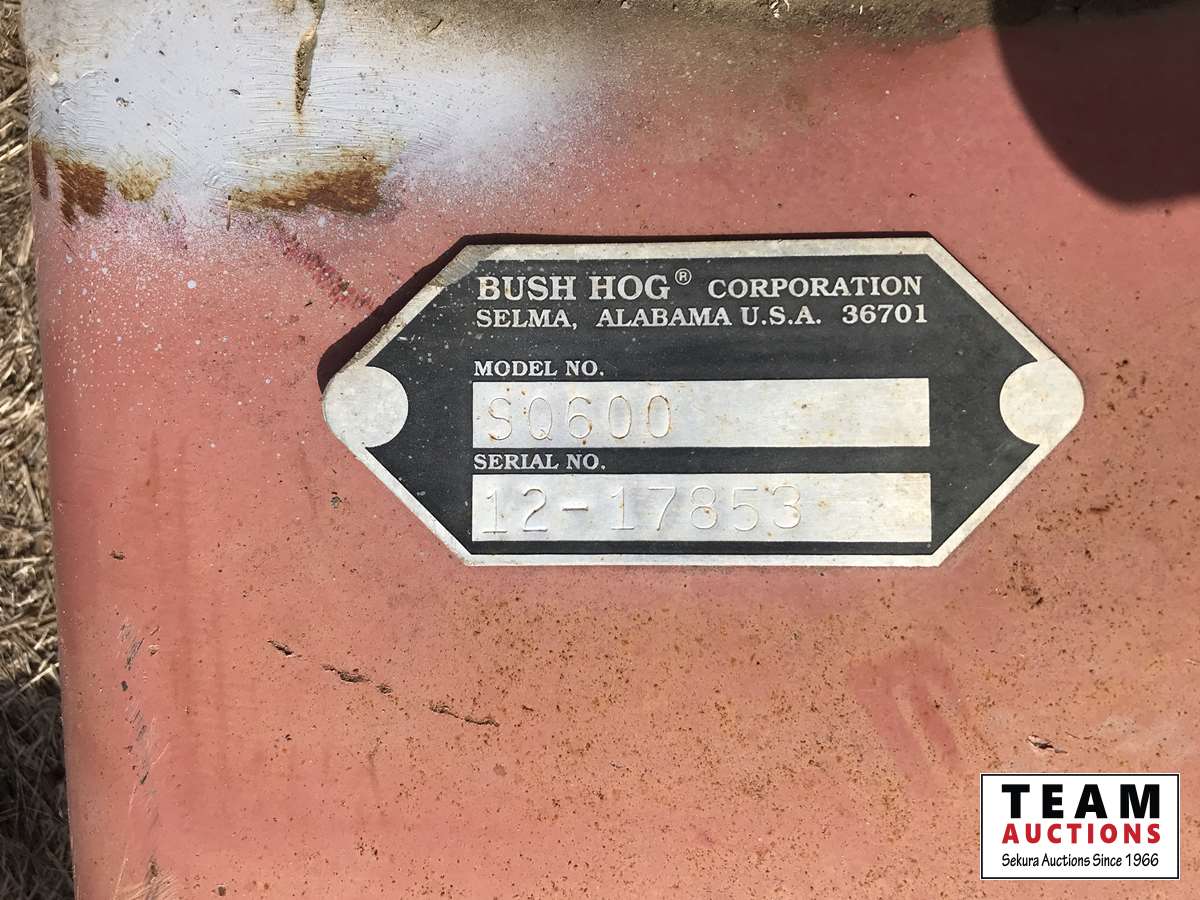 BUSH HOG® CORPORATION
SELMA, ALABAMA U.S.A. 36701
MODEL NO.
SQ600
SERIAL NO.
12-17853
TEAM
AUCTIONS
Sekura Auctions Since 1966